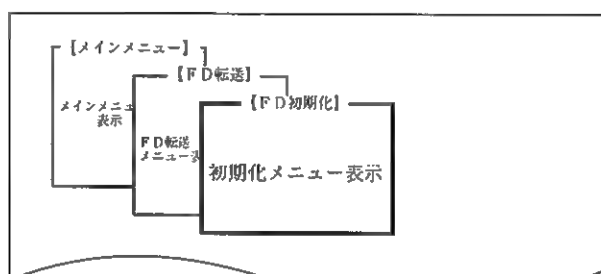 【メインメニュー】
【FD転送】
【FD初期化】
メインメニュ
表示
FD転送
メニュー表
初期化メニュー表示